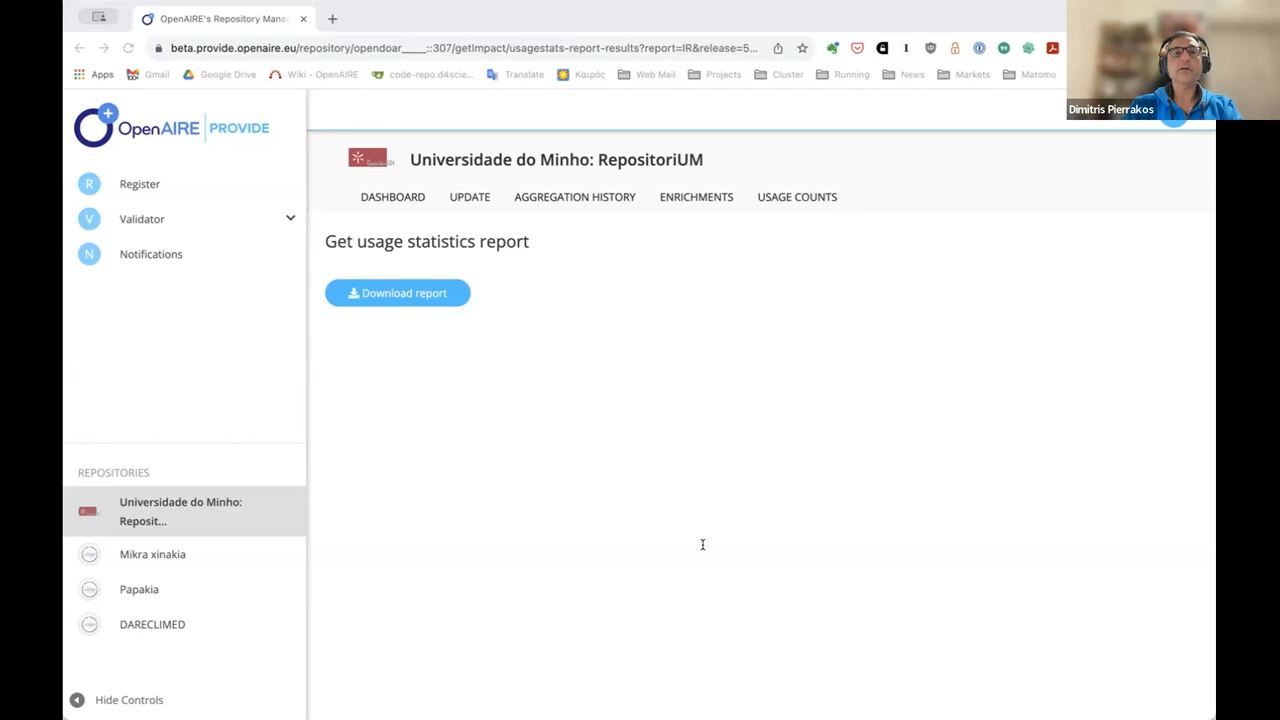 OpenAIRE's Repository Mana
beta.provide.openaire.eu/repository/opendoar____::307/getImpact/usagestats-report-results?report=IR&release=5...
Apps
Gmail
Google Drive
Wiki - OpenAIRE
code-repo.d4scie...
Translate
Καιρός
Web Mail
Projects
Cluster
Running
News
Markets
Matomo
Dimitris Pierrakos
OpenAIRE PROVIDE
Universidade do Minho: RepositoriUM
DASHBOARD
UPDATE
AGGREGATION HISTORY
ENRICHMENTS
USAGE COUNTS
R Register
V Validator
N Notifications
Get usage statistics report
Download report
REPOSITORIES
Universidade do Minho:
Reposit...
Mikra xinakia
Papakia
DARECLIMED
Hide Controls